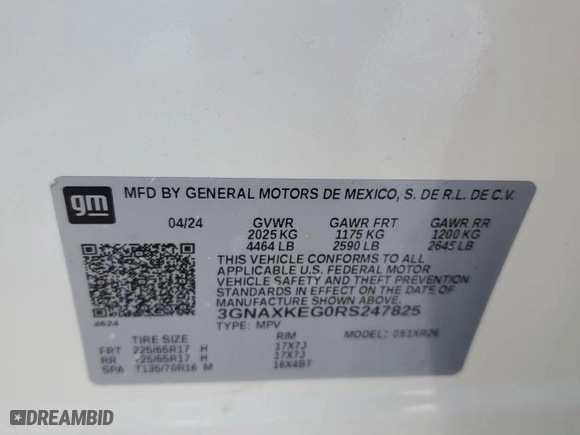 gm MFD BY GENERAL MOTORS DE MEXICO, S. DE R.L. DE C.V.
04/24 GVWR GAWR FRT GAWR RR
2025 KG 1175 KG 1200 KG
4464 LB 2590 LB 2645 LB
THIS VEHICLE CONFORMS TO ALL
APPLICABLE U.S. FEDERAL MOTOR
VEHICLE SAFETY AND THEFT PREVENTION
STANDARDS IN EFFECT ON THE DATE
OF MANUFACTURE SHOWN ABOVE.
3GNAXKEG0RS247825
TYPE: MPV MODEL: 0S1XR26
4624
TIRE SIZE RIM
FRT 225/65R17 H 17X7J
RR 225/65R17 H 17X7J
SPA T135/70R16 M 16X4BT
DREAMBID